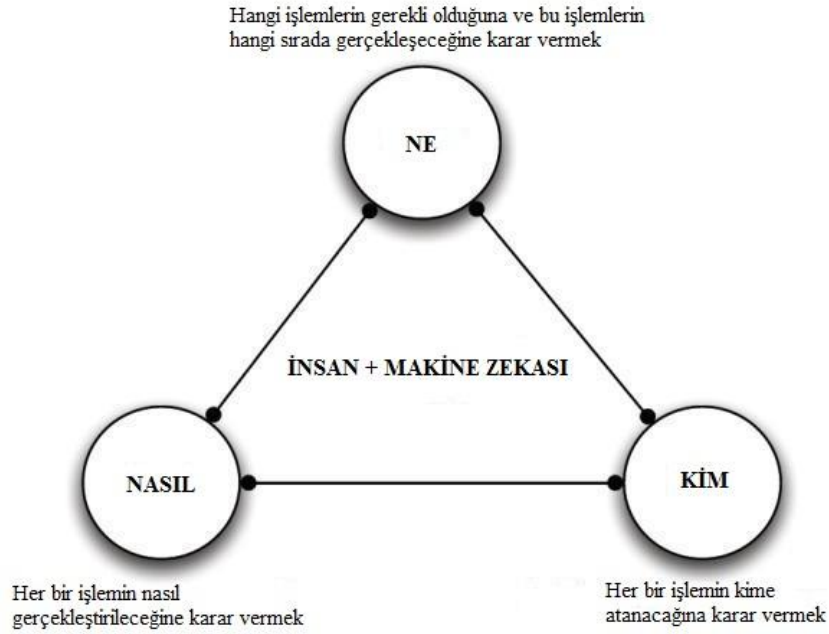 Hangi işlemlerin gerekli olduğuna ve bu işlemlerin
hangi sırada gerçekleşeceğine karar vermek
NE
İNSAN + MAKİNE ZEKASI
NASIL
KİM
Her bir işlemin nasıl
gerçekleştirileceğine karar vermek
Her bir işlemin kime
atanacağına karar vermek